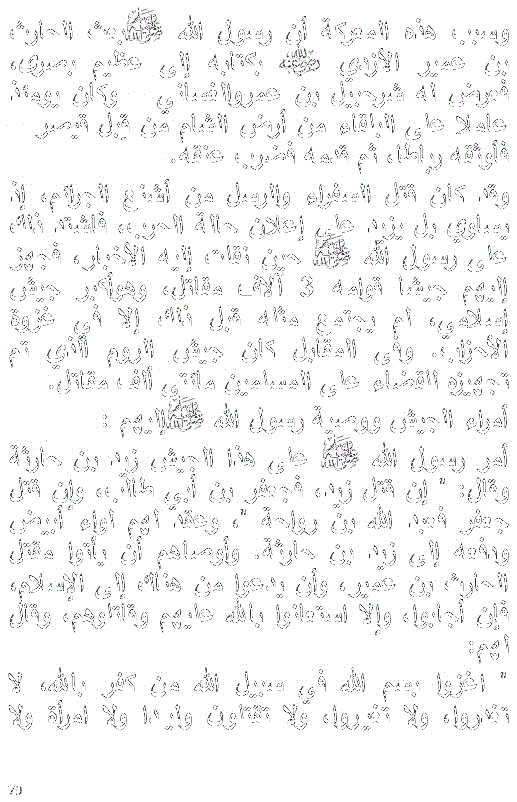 وسبب هذه المعركة أن رسول الله ﷺ بعث الحارث
بن عمير الأزدي رضي الله عنه بكتابه إلى عظيم بصرى،
فعرض له شرحبيل بن عمرو الغساني - وكان يومئذ
عاملا على البلقاء من أرض الشام من قبل قيصر -
فأوثقه رباطا، ثم قدمه فضرب عنقه.
وقد كان قتل السفراء والرسل من أشنع الجرائم، إذ
يساوي بل يزيد على إعلان حالة الحرب، فاشتد ذلك
على رسول الله ﷺ حين نقلت إليه الأخبار، فجهز
إليهم جيشا قوامه 3 آلاف مقاتل، وهو أكبر جيش
إسلامي، لم يجتمع مثله قبل ذلك إلا في غزوة
الأحزاب. وفي المقابل كان جيش الروم الذي تم
تجهيزة القضاء على المسلمين مائتي ألف مقاتل.
أمراء الجيش ووصية رسول الله ﷺ إليهم :
أمر رسول الله ﷺ على هذا الجيش زيد بن حارثة
وقال: " إن قتل زيد، فجعفر بن أبي طالب، وإن قتل
جعفر فعبد الله بن رواحة "، وعقد لهم لواء أبيض
ودفعه إلى زيد بن حارثة. وأوصاهم أن يأتوا مقتل
الحارث بن عمير، وأن يدعوا من هناك إلى الإسلام،
فإن أجابوا، وإلا استعانوا بالله عليهم وقاتلوهم، وقال
لهم:
" اغزوا بسم الله في سبيل الله من كفر بالله، لا
تغدروا، ولا تغيروا، ولا تقتلون وليدا ولا امرأة ولا